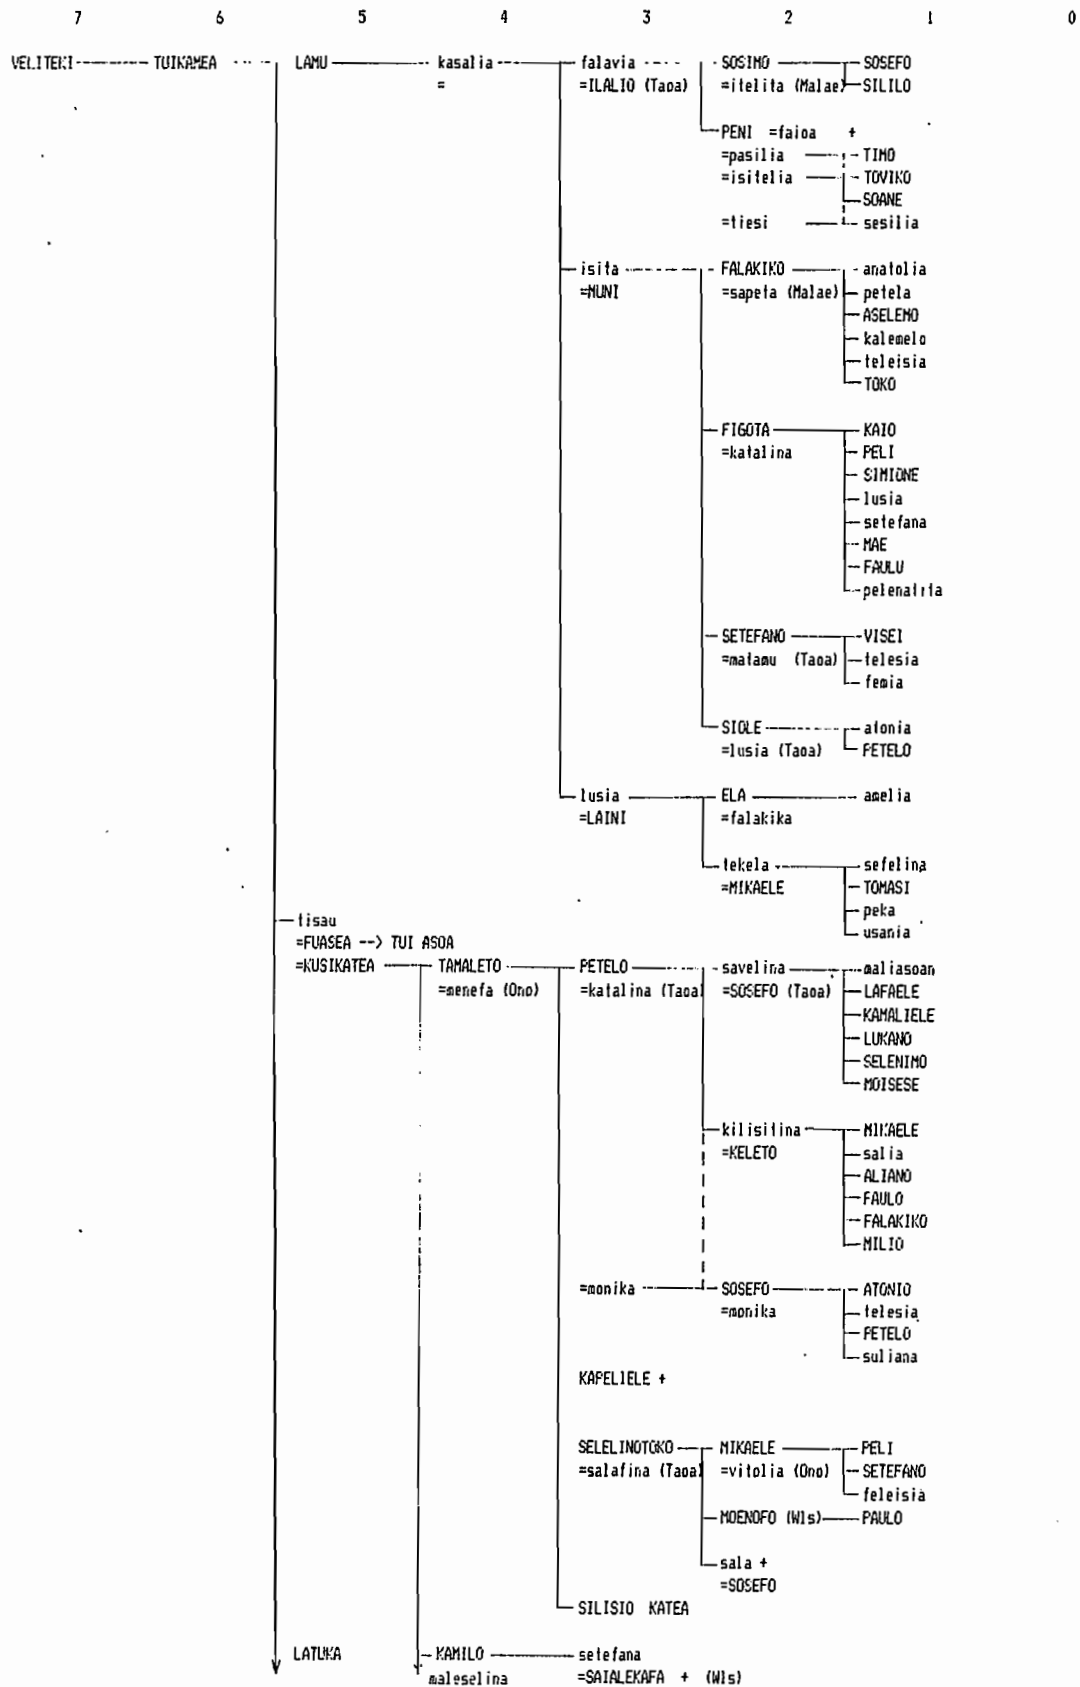 7 6 5 4 3 2 1 0
VELITEKI TUIKAMEA LAMU kasalia falavia SOSIMO SOSEFO
= =ILALIO (Taoa) =itelita (Malae) SILILO
PENI =faioa +
=pasilia TIMO
=isitelia TOVIKO
SOANE
=tiesi sesilia
isita FALAKIKO anatolia
=MUNI =sapeta (Malae) petela
ASELEMO
kalemelo
teleisia
TOKO
FIGOTA KAIO
=katalina PELI
SIMIONE
lusia
setefana
MAE
FAULU
pelenatita
SETEFANO VISEI
=matamu (Taoa) telesia
femia
SIOLE atonia
=lusia (Taoa) PETELO
lusia ELA amelia
=LAINI =falakika
tekela sefelina
=MIKAELE TOMASI
peka
tisau usania
=FUASEA --> TUI ASOA
=KUSIKATEA TAMALETO PETELO savelina maliasoan
=menefa (Ono) =katalina (Taoa) =SOSEFO (Taoa) LAFAELE
KAMALIELE
LUKANO
SELENIMO
MOISESE
kilisitina MIKAELE
=KELETO salia
ALIANO
FAULO
FALAKIKO
MILIO
=monika SOSEFO ATONIO
=monika telesia
PETELO
suliana
KAPELIELE +
SELELINOTOKO MIKAELE PELI
=salafina (Taoa) =vitolia (Ono) SETEFANO
feleisia
MOENOFO (Wls) PAULO
sala +
=SOSEFO
SILISIO KATEA
LATUKA KAMILO setefana
maleselina =SAIALEKAFA + (Wls)